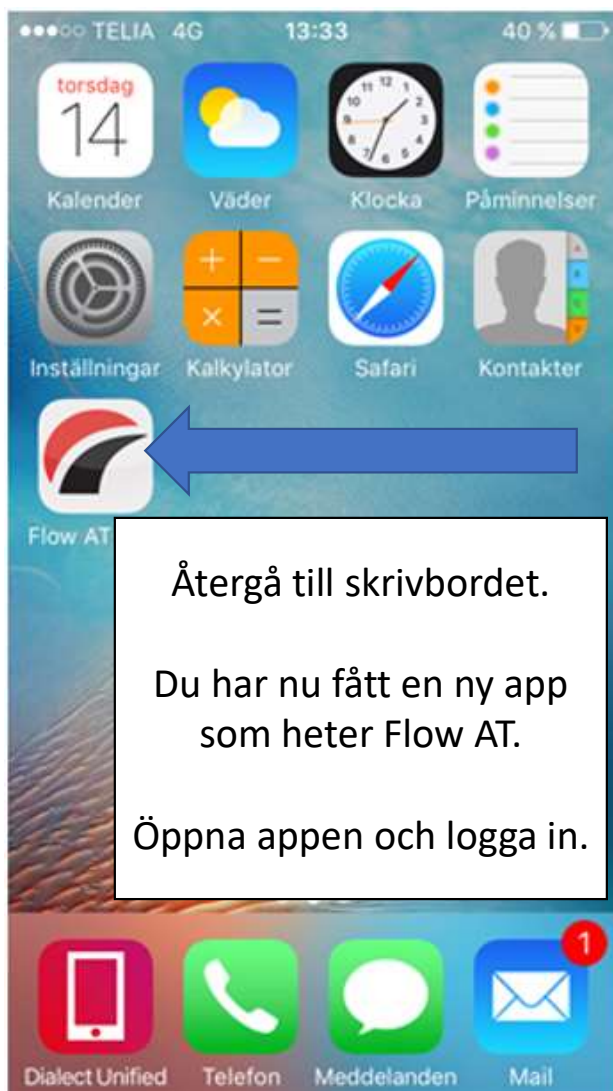 TELIA 4G 13:33 40 %
torsdag
14
Kalender Väder Klocka Påminnelser
Inställningar Kalkylator Safari Kontakter
Flow AT
Återgå till skrivbordet.
Du har nu fått en ny app
som heter Flow AT.
Öppna appen och logga in.
1
Dialect Unified Telefon Meddelanden Mail